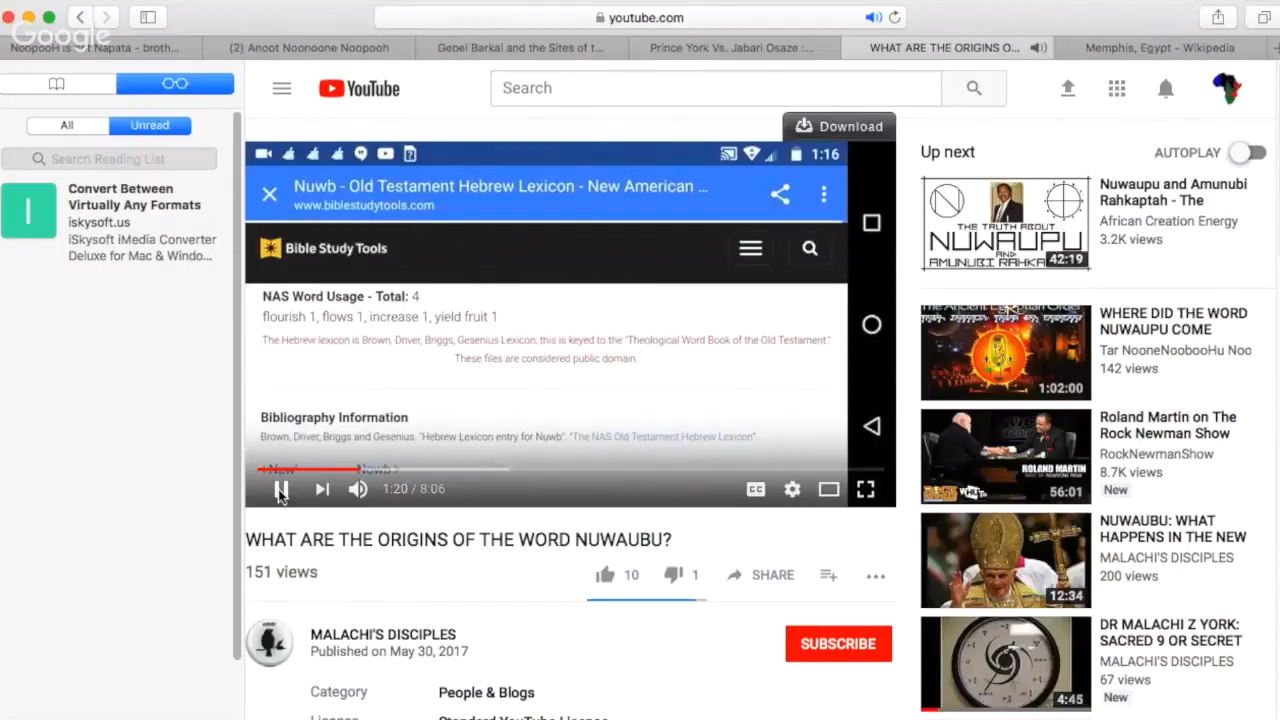 youtube.com
Google
NoopooH is
t Napata - broth...
(2) Anoot Noonoone Noopooh
Gebel Barkal and the Sites of t...
Prince York Vs. Jabari Osaze :...
WHAT ARE THE ORIGINS O...
Memphis, Egypt - Wikipedia
All
Unread
Search Reading List
Convert Between
Virtually Any Formats
iskysoft.us
iSkysoft iMedia Converter
Deluxe for Mac & Windo...
YouTube
Search
Download
1:16
Nuwb - Old Testament Hebrew Lexicon - New American ...
www.biblestudytools.com
Bible Study Tools
NAS Word Usage - Total: 4
flourish 1, flows 1, increase 1, yield fruit 1
The Hebrew lexicon is Brown, Driver, Briggs, Gesenius Lexicon; this is keyed to the "Theological Word Book of the Old Testament."
These files are considered public domain.
Bibliography Information
Brown, Driver, Briggs and Gesenius. "Hebrew Lexicon entry for Nuwb". "The NAS Old Testament Hebrew Lexicon".
Nowb >
1:20 / 8:06
CC
WHAT ARE THE ORIGINS OF THE WORD NUWAUBU?
151 views
10
1
SHARE
MALACHI'S DISCIPLES
Published on May 30, 2017
SUBSCRIBE
Category
People & Blogs
License
Standard YouTube License
Up next
AUTOPLAY
THE TRUTH ABOUT
NUWAUPU
AND
AMUNUBI RAHKA
42:19
Nuwaupu and Amunubi
Rahkaptah - The
African Creation Energy
3.2K views
1:02:00
WHERE DID THE WORD
NUWAUPU COME
Tar NooneNoobooHu Noo
142 views
ROLAND MARTIN
56:01
Roland Martin on The
Rock Newman Show
RockNewmanShow
8.7K views
New
12:34
NUWAUBU: WHAT
HAPPENS IN THE NEW
MALACHI'S DISCIPLES
200 views
4:45
DR MALACHI Z YORK:
SACRED 9 OR SECRET
MALACHI'S DISCIPLES
67 views
New